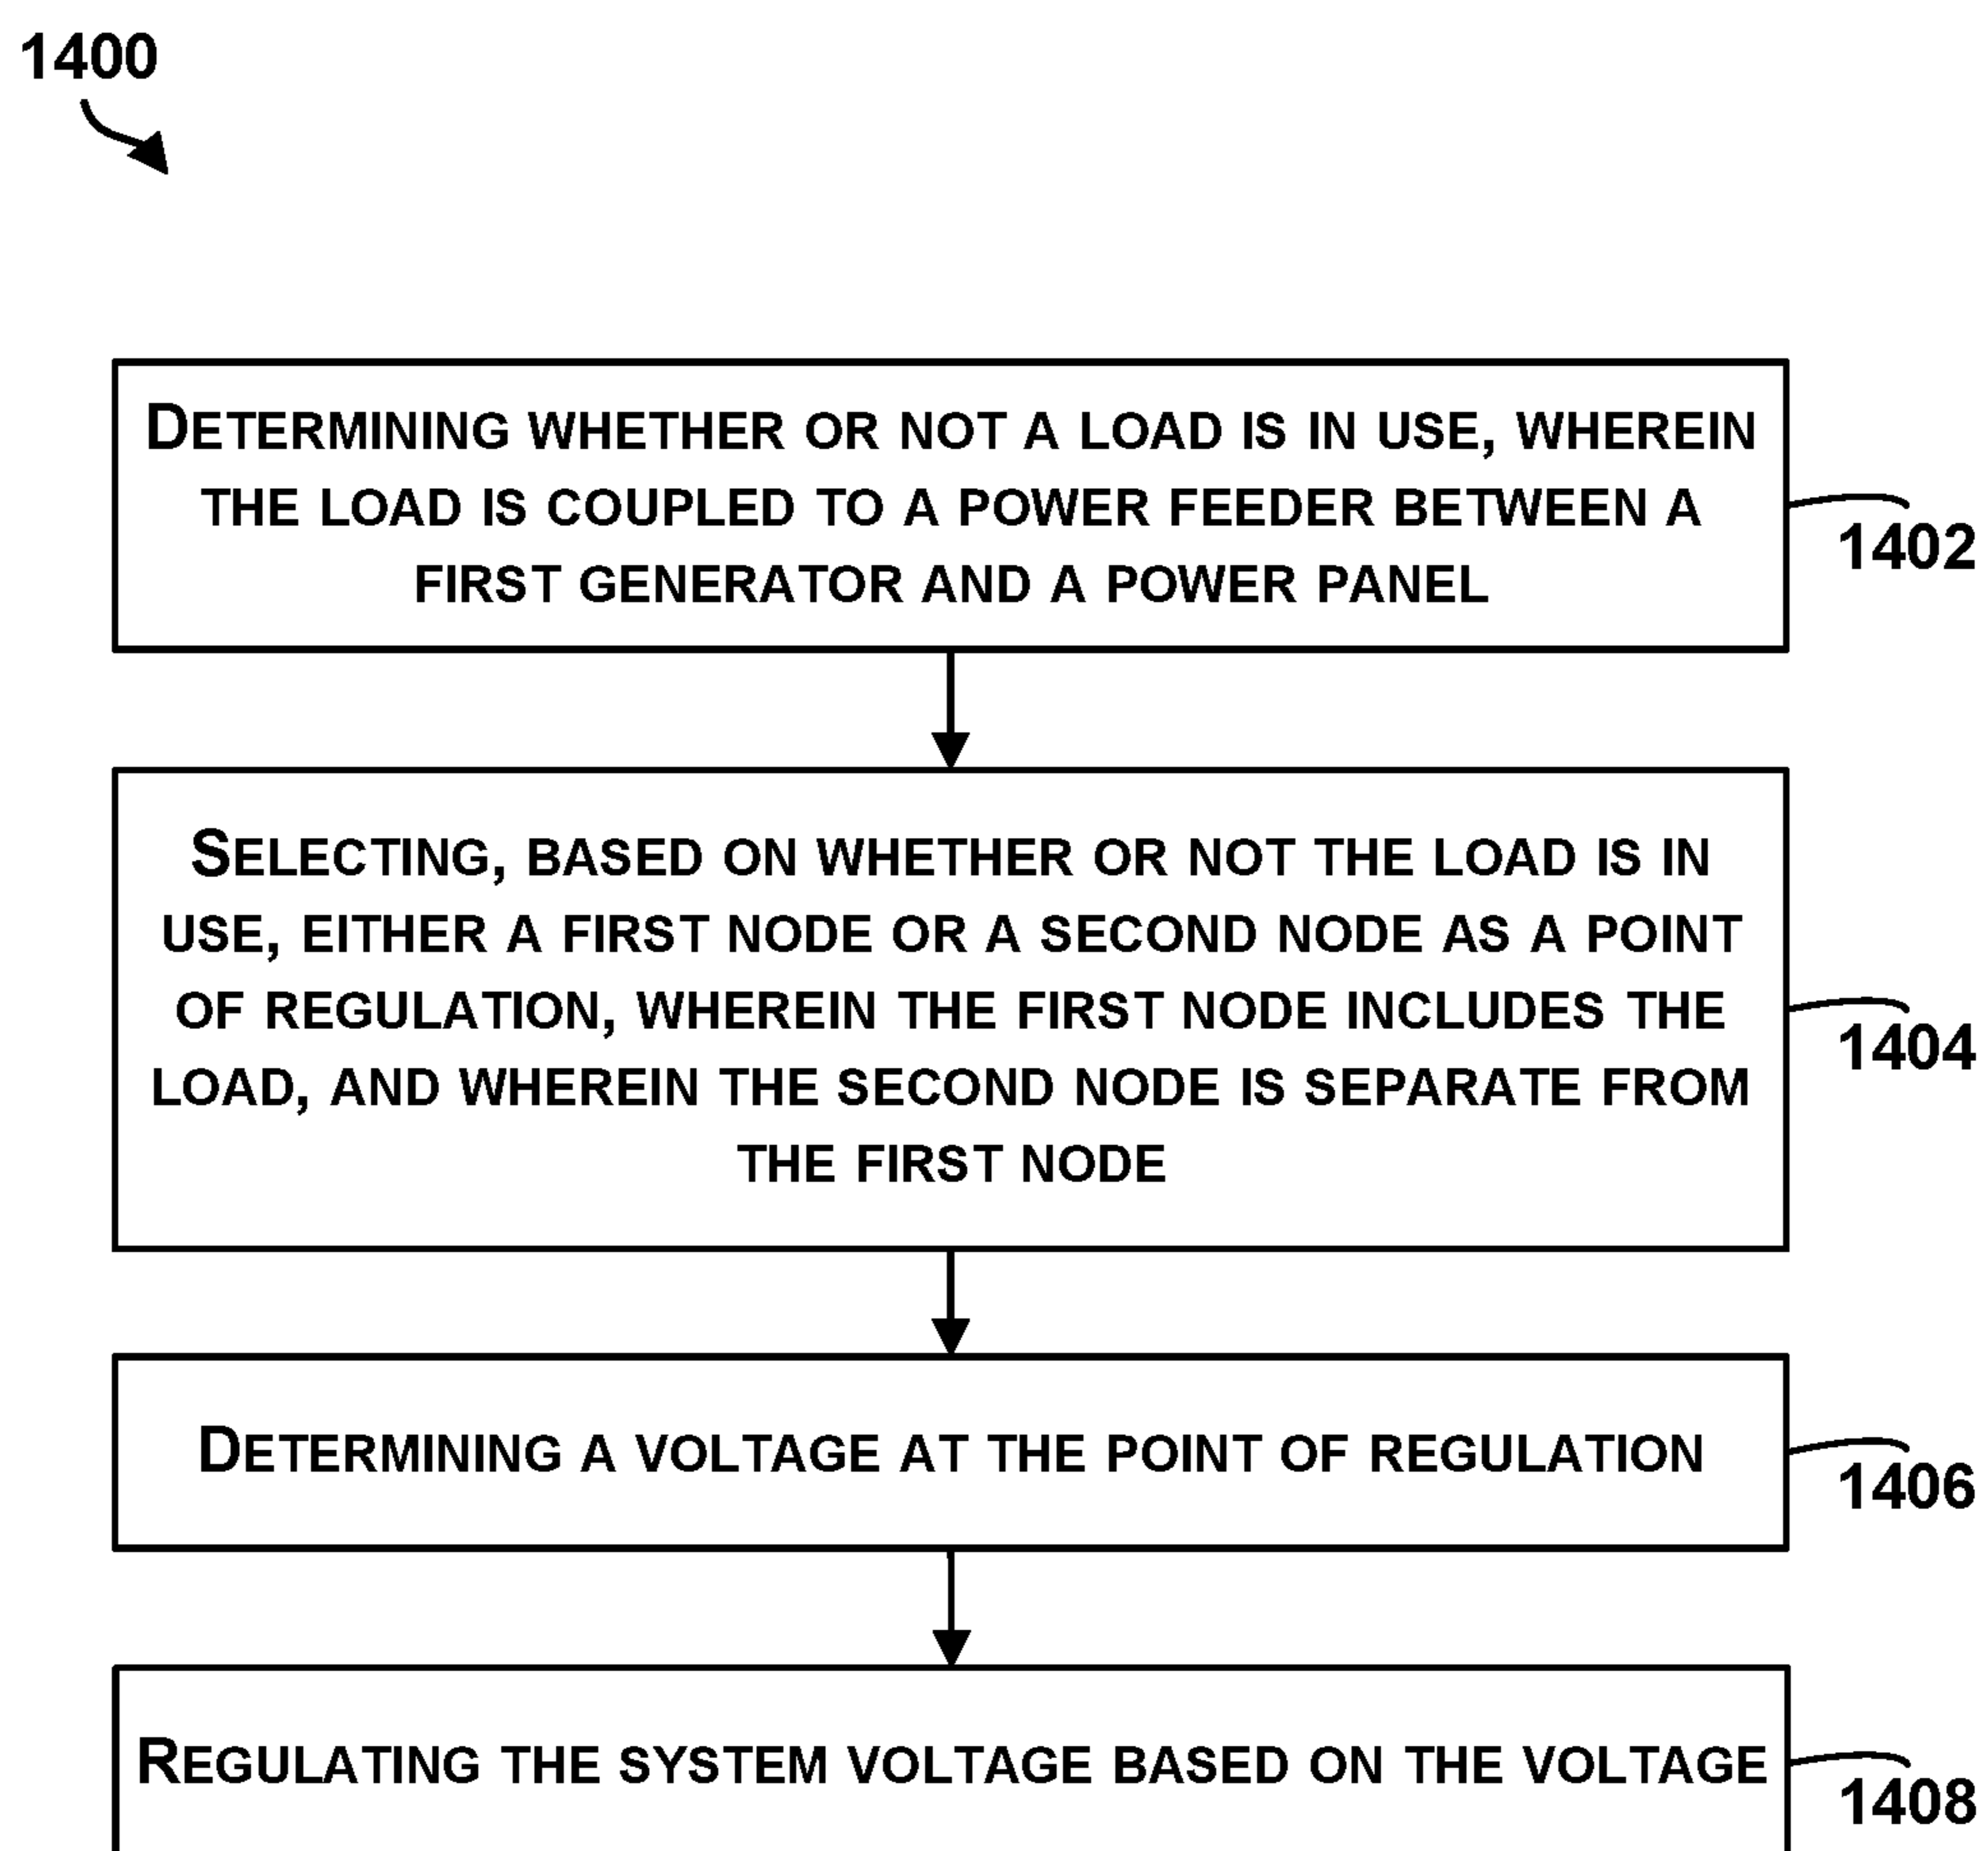 1400
DETERMINING WHETHER OR NOT A LOAD IS IN USE, WHEREIN
THE LOAD IS COUPLED TO A POWER FEEDER BETWEEN A
FIRST GENERATOR AND A POWER PANEL
1402
SELECTING, BASED ON WHETHER OR NOT THE LOAD IS IN
USE, EITHER A FIRST NODE OR A SECOND NODE AS A POINT
OF REGULATION, WHEREIN THE FIRST NODE INCLUDES THE
LOAD, AND WHEREIN THE SECOND NODE IS SEPARATE FROM
THE FIRST NODE
1404
DETERMINING A VOLTAGE AT THE POINT OF REGULATION
1406
REGULATING THE SYSTEM VOLTAGE BASED ON THE VOLTAGE
1408